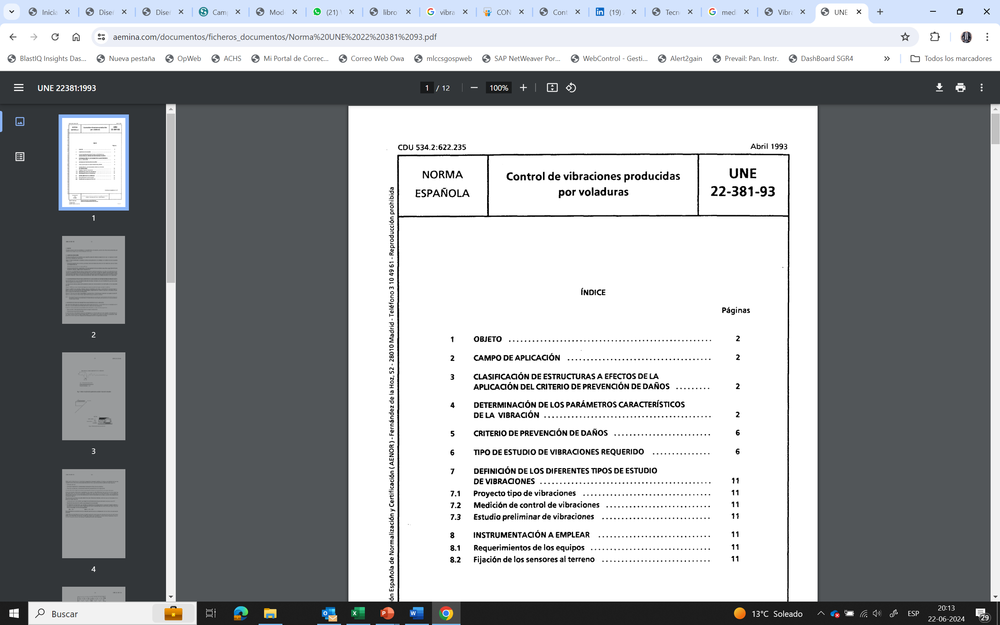 Inicia
Diser
Diser
Camp
Mod
(21)
libro
vibra
CON
Cont
(19)
Tecn
med
Vibra
UNE
aemina.com/documentos/ficheros_documentos/Norma%20UNE%2022%20381%2093.pdf
BlastIQ Insights Das...
Nueva pestaña
OpWeb
ACHS
Mi Portal de Correc...
Correo Web Owa
mlccsgospweb
SAP NetWeaver Por...
WebControl - Gesti...
Alert2gain
Prevail: Pan. Instr.
DashBoard SGR4
»
Todos los marcadores
UNE 22381:1993
1 / 12
100%
1
2
3
4
CDU 534.2:622.235
Abril 1993
NORMA
ESPAÑOLA
Control de vibraciones producidas
por voladuras
UNE
22-381-93
ón Española de Normalización y Certificación ( AENOR ) - Fernández de la Hoz, 52 - 28010 Madrid - Teléfono 3 10 49 61 - Reproducción prohibida
ÍNDICE
Páginas
1 OBJETO ........ 2
2 CAMPO DE APLICACIÓN ........ 2
3 CLASIFICACIÓN DE ESTRUCTURAS A EFECTOS DE LA
APLICACIÓN DEL CRITERIO DE PREVENCIÓN DE DAÑOS ........ 2
4 DETERMINACIÓN DE LOS PARÁMETROS CARACTERÍSTICOS
DE LA VIBRACIÓN ........ 2
5 CRITERIO DE PREVENCIÓN DE DAÑOS ........ 6
6 TIPO DE ESTUDIO DE VIBRACIONES REQUERIDO ........ 6
7 DEFINICIÓN DE LOS DIFERENTES TIPOS DE ESTUDIO
DE VIBRACIONES ........ 11
7.1 Proyecto tipo de vibraciones ........ 11
7.2 Medición de control de vibraciones ........ 11
7.3 Estudio preliminar de vibraciones ........ 11
8 INSTRUMENTACIÓN A EMPLEAR ........ 11
8.1 Requerimientos de los equipos ........ 11
8.2 Fijación de los sensores al terreno ........ 11
Buscar
13°C Soleado
ESP
20:13
22-06-2024
29